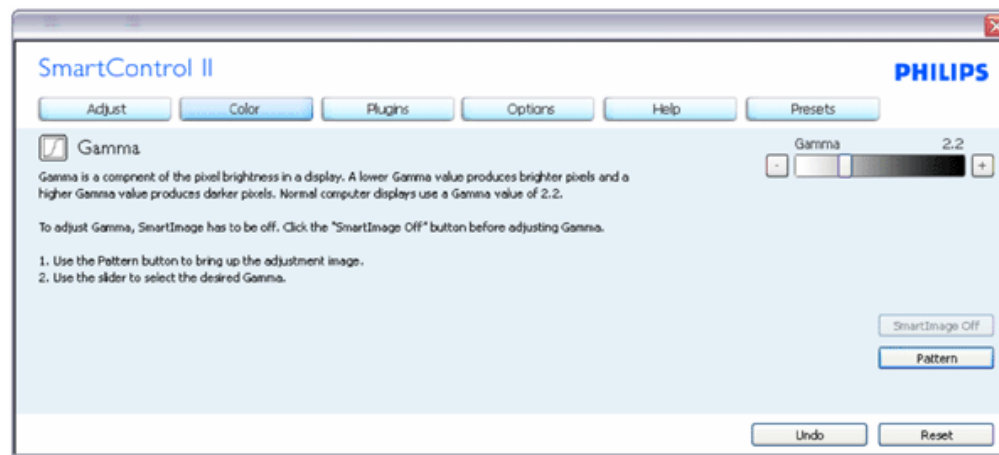 SmartControl II
PHILIPS
Adjust Color Plugins Options Help Presets
Gamma
Gamma 2.2
- +
Gamma is a compnent of the pixel brightness in a display. A lower Gamma value produces brighter pixels and a
higher Gamma value produces darker pixels. Normal computer displays use a Gamma value of 2.2.
To adjust Gamma, SmartImage has to be off. Click the "SmartImage Off" button before adjusting Gamma.
1. Use the Pattern button to bring up the adjustment image.
2. Use the slider to select the desired Gamma.
SmartImage Off
Pattern
Undo Reset